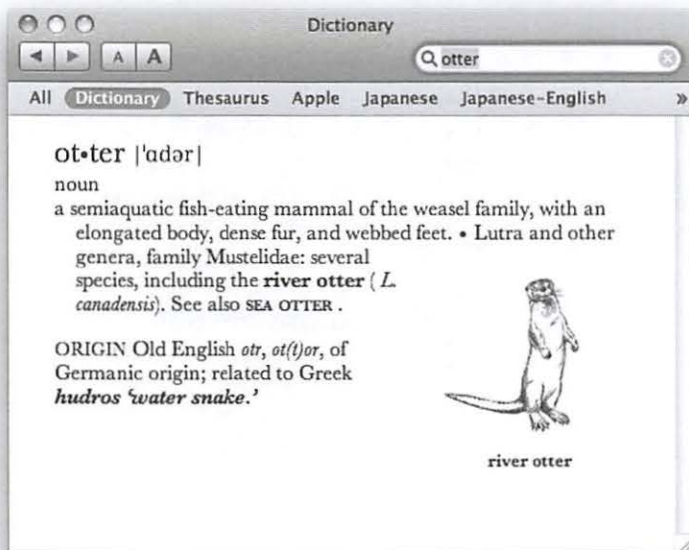 Dictionary
A A
otter
All Dictionary Thesaurus Apple Japanese Japanese-English »
ot•ter |ˈɑdər|
noun
a semiaquatic fish-eating mammal of the weasel family, with an
elongated body, dense fur, and webbed feet. • Lutra and other
genera, family Mustelidae: several
species, including the river otter ( L.
canadensis). See also SEA OTTER .
ORIGIN Old English otr, ot(t)or, of
Germanic origin; related to Greek
hudros ‘water snake.’
river otter